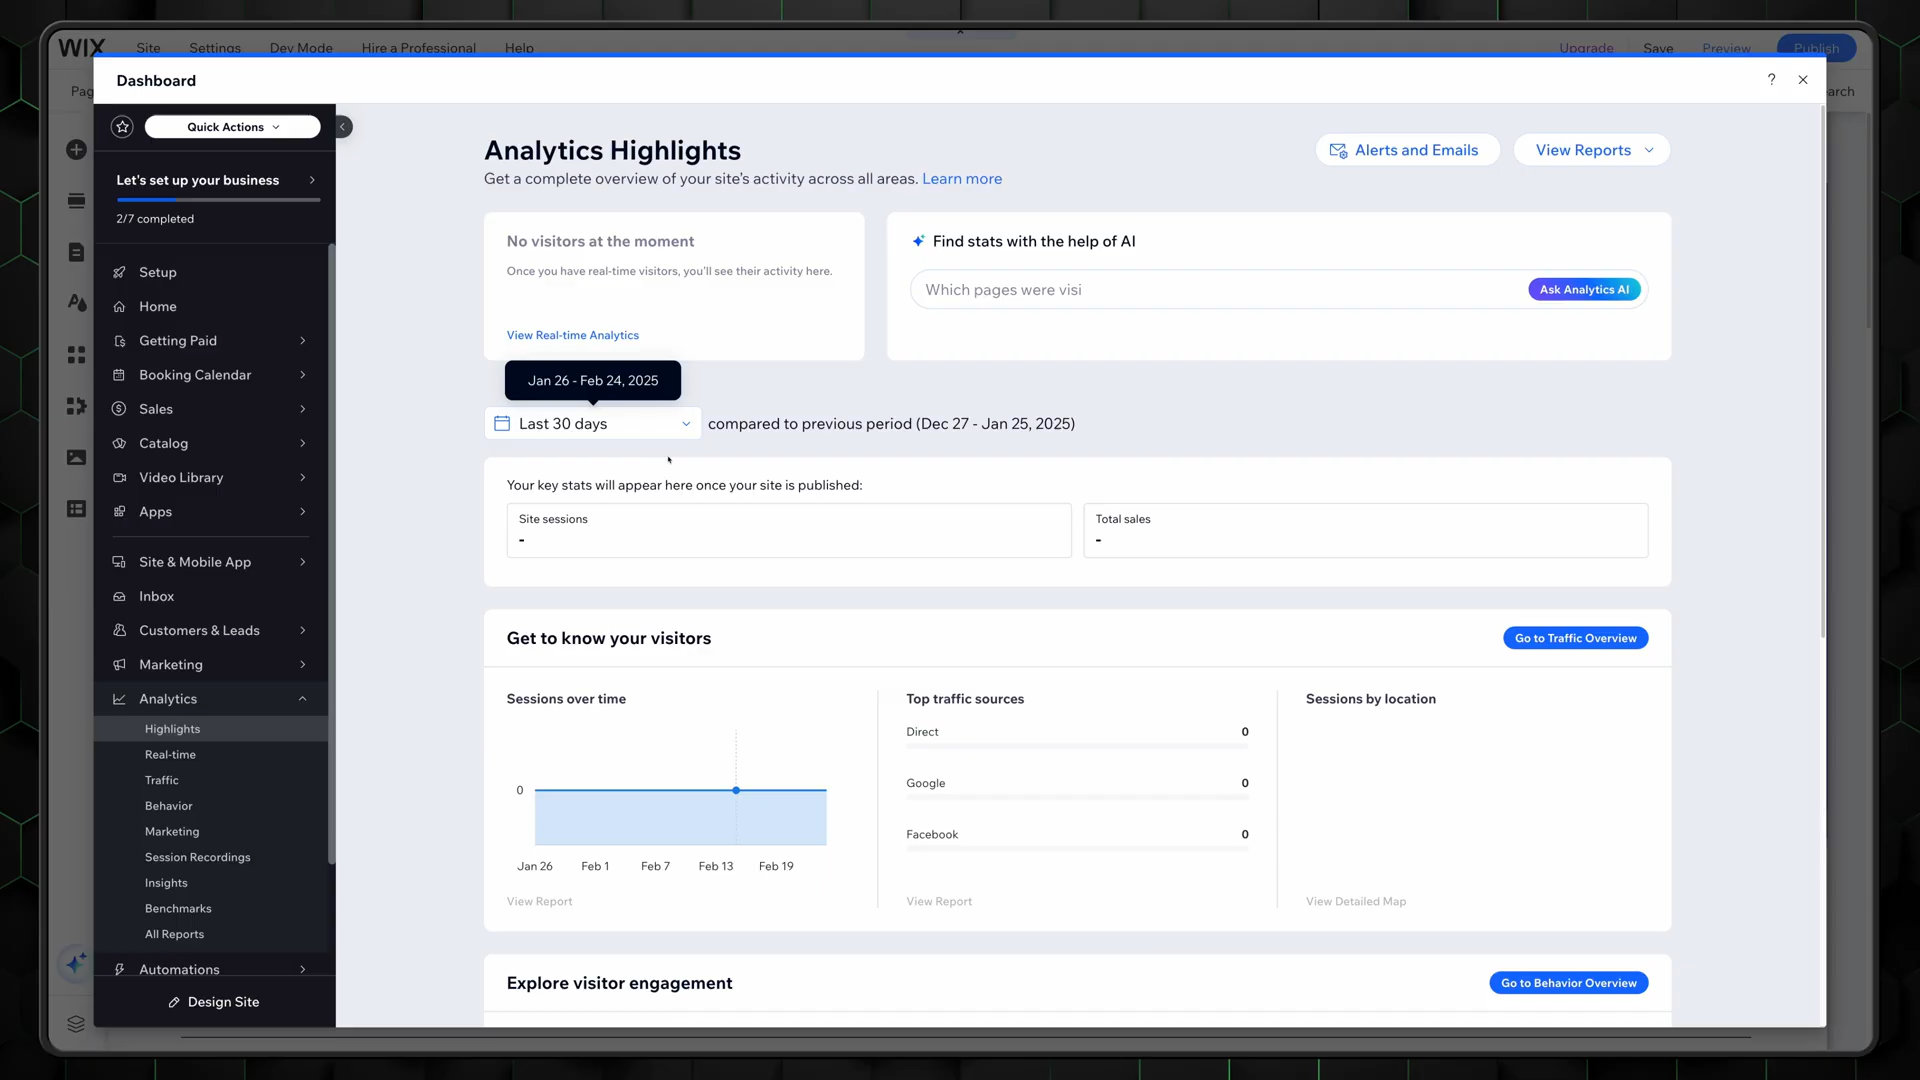 WIX Site Settings Dev Mode Hire a Professional Help Upgrade Save Preview Publish
Pag
arch
Dashboard
?
Quick Actions
Let's set up your business
2/7 completed
Setup
Home
Getting Paid
Booking Calendar
Sales
Catalog
Video Library
Apps
Site & Mobile App
Inbox
Customers & Leads
Marketing
Analytics
Highlights
Real-time
Traffic
Behavior
Marketing
Session Recordings
Insights
Benchmarks
All Reports
Automations
Design Site
Analytics Highlights
Get a complete overview of your site's activity across all areas. Learn more
Alerts and Emails
View Reports
No visitors at the moment
Once you have real-time visitors, you'll see their activity here.
View Real-time Analytics
Find stats with the help of AI
Which pages were visi
Ask Analytics AI
Jan 26 - Feb 24, 2025
Last 30 days
compared to previous period (Dec 27 - Jan 25, 2025)
Your key stats will appear here once your site is published:
Site sessions
-
Total sales
-
Get to know your visitors
Go to Traffic Overview
Sessions over time
0
Jan 26 Feb 1 Feb 7 Feb 13 Feb 19
View Report
Top traffic sources
Direct 0
Google 0
Facebook 0
View Report
Sessions by location
View Detailed Map
Explore visitor engagement
Go to Behavior Overview